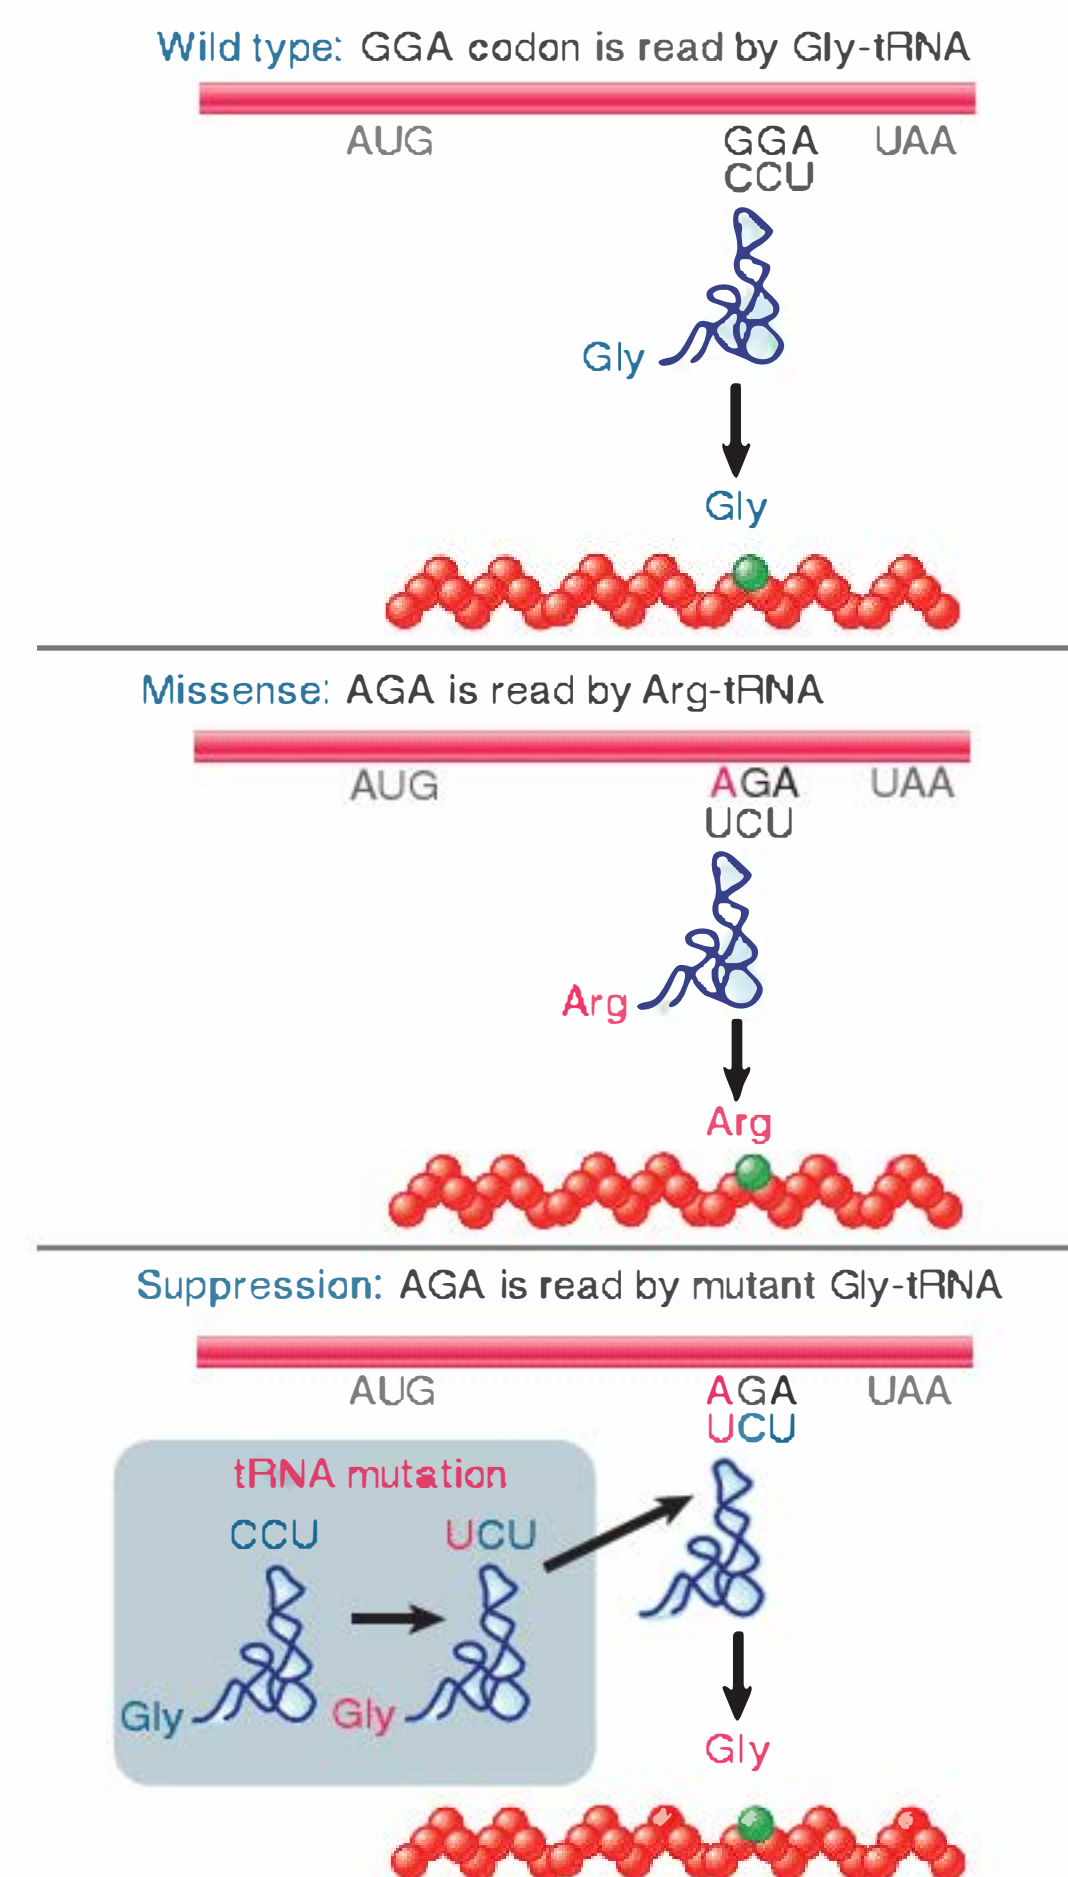 Wild type: GGA codon is read by Gly-tRNA
AUG GGA UAA
CCU
Gly
Gly
Missense: AGA is read by Arg-tRNA
AUG AGA UAA
UCU
Arg
Arg
Suppression: AGA is read by mutant Gly-tRNA
AUG AGA UAA
UCU
tRNA mutation
CCU UCU
Gly Gly
Gly